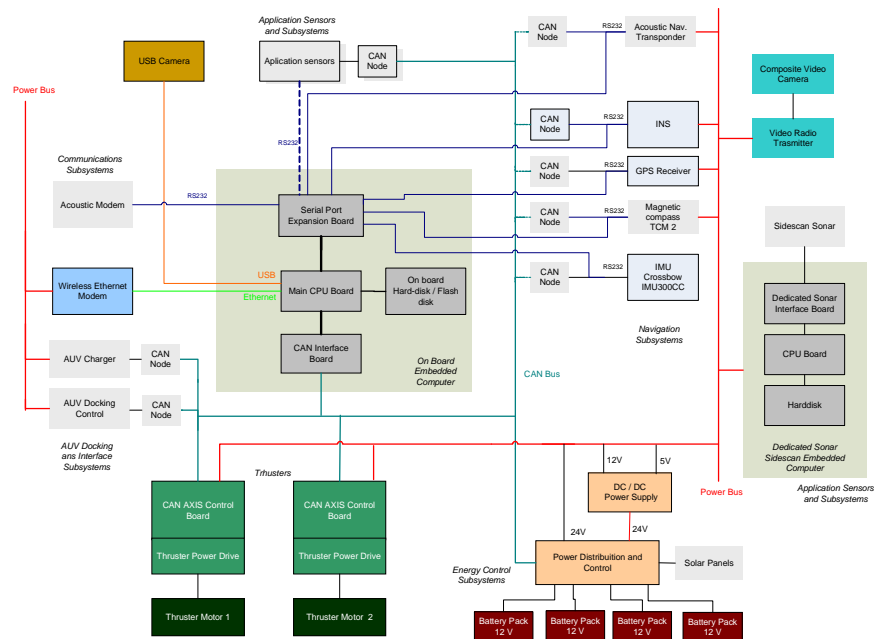 Application Sensors
and Subsystems
Aplication sensors
CAN
Node
USB Camera
Power Bus
CAN
Node
RS232
Acoustic Nav.
Transponder
Composite Video
Camera
Video Radio
Trasmitter
CAN
Node
RS232
INS
RS232
Communications
Subsystems
Acoustic Modem
RS232
CAN
Node
RS232
GPS Receiver
Serial Port
Expansion Board
CAN
Node
RS232
Magnetic
compass
TCM 2
Sidescan Sonar
USB
Ethernet
Wireless Ethernet
Modem
Main CPU Board
On board
Hard-disk / Flash
disk
CAN
Node
RS232
IMU
Crossbow
IMU300CC
Dedicated Sonar
Interface Board
Navigation
Subsystems
CAN Interface
Board
On Board
Embedded
Computer
CPU Board
AUV Charger
CAN
Node
CAN Bus
AUV Docking
Control
CAN
Node
Harddisk
AUV Docking
ans Interface
Subsystems
Trhusters
Dedicated Sonar
Sidescan Embedded
Computer
Application Sensors
and Subsystems
12V
5V
Power Bus
DC / DC
Power Supply
CAN AXIS Control
Board
Thruster Power Drive
Thruster Motor 1
CAN AXIS Control
Board
Thruster Power Drive
Thruster Motor  2
24V
24V
Energy Control
Subsystems
Power Distribuition and
Control
Solar Panels
Battery Pack
12 V
Battery Pack
12 V
Battery Pack
12 V
Battery Pack
12 V